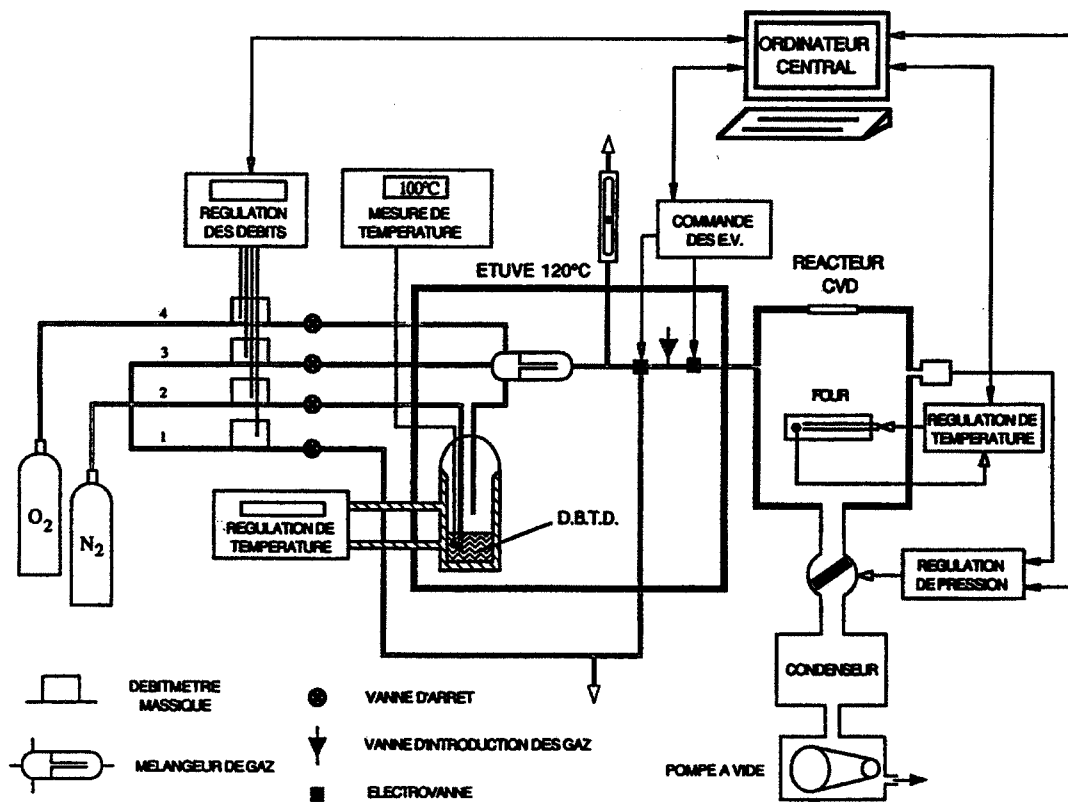 ORDINATEUR
CENTRAL
100°C
REGULATION
DES DEBITS
MESURE DE
TEMPERATURE
COMMANDE
DES E.V.
ETUVE 120°C
REACTEUR
CVD
4
3
2
1
FOUR
REGULATION DE
TEMPERATURE
O2
N2
REGULATION DE
TEMPERATURE
D.B.T.D.
REGULATION
DE PRESSION
CONDENSEUR
DEBITMETRE
MASSIQUE
VANNE D'ARRET
VANNE D'INTRODUCTION DES GAZ
MELANGEUR DE GAZ
POMPE A VIDE
ELECTROVANNE